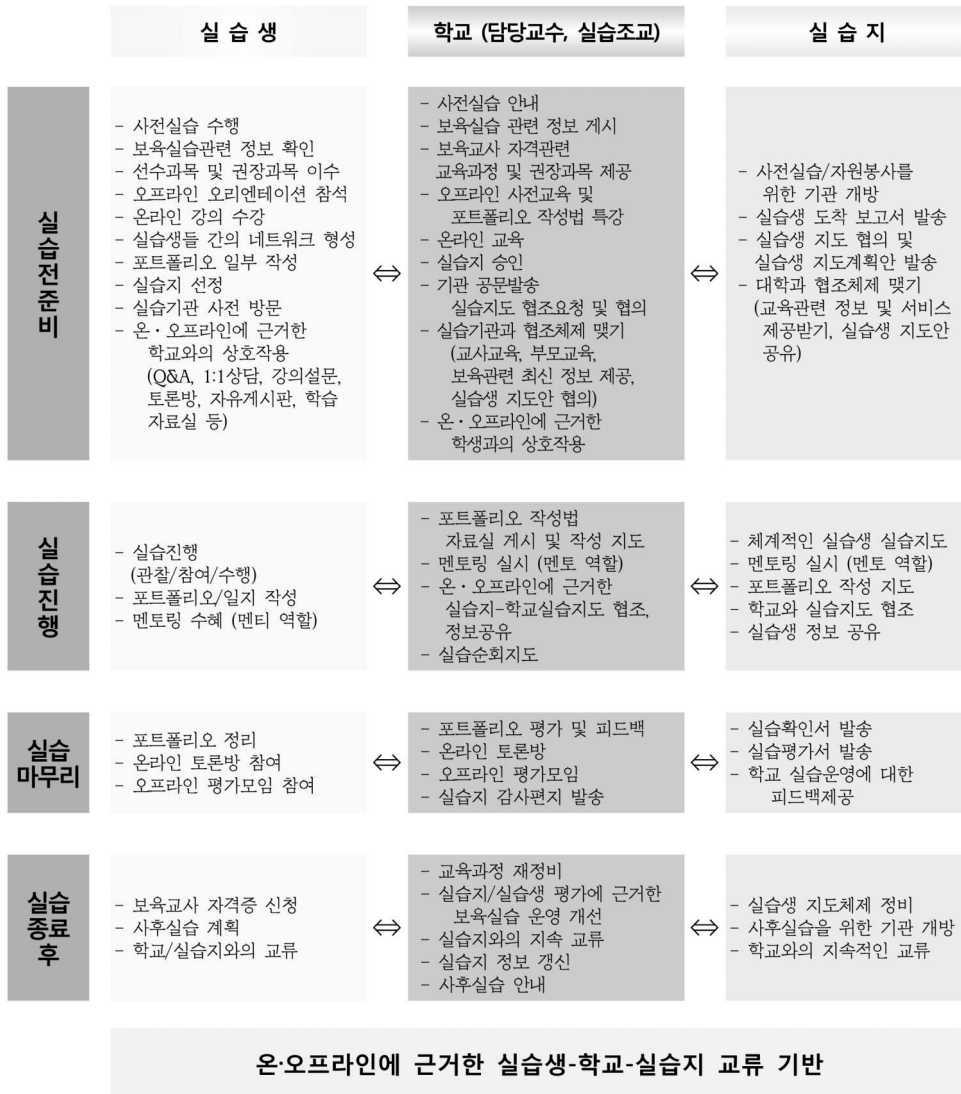 실 습 생
학교 (담당교수, 실습조교)
실 습 지
실습전준비
- 사전실습 수행
- 보육실습관련 정보 확인
- 선수과목 및 권장과목 이수
- 오프라인 오리엔테이션 참석
- 온라인 강의 수강
- 실습생들 간의 네트워크 형성
- 포트폴리오 일부 작성
- 실습지 선정
- 실습기관 사전 방문
- 온·오프라인에 근거한
학교와의 상호작용
(Q&A, 1:1상담, 강의설문,
토론방, 자유게시판, 학습
자료실 등)
⇔
- 사전실습 안내
- 보육실습 관련 정보 게시
- 보육교사 자격관련
교육과정 및 권장과목 제공
- 오프라인 사전교육 및
포트폴리오 작성법 특강
- 온라인 교육
- 실습지 승인
- 기관 공문발송
실습지도 협조요청 및 협의
- 실습기관과 협조체제 맺기
(교사교육, 부모교육,
보육관련 최신 정보 제공,
실습생 지도안 협의)
- 온·오프라인에 근거한
학생과의 상호작용
⇔
- 사전실습/자원봉사를
위한 기관 개방
- 실습생 도착 보고서 발송
- 실습생 지도 협의 및
실습생 지도계획안 발송
- 대학과 협조체제 맺기
(교육관련 정보 및 서비스
제공받기, 실습생 지도안
공유)
실습진행
- 실습진행
(관찰/참여/수행)
- 포트폴리오/일지 작성
- 멘토링 수혜 (멘티 역할)
⇔
- 포트폴리오 작성법
자료실 게시 및 작성 지도
- 멘토링 실시 (멘토 역할)
- 온·오프라인에 근거한
실습지-학교실습지도 협조,
정보공유
- 실습순회지도
⇔
- 체계적인 실습생 실습지도
- 멘토링 실시 (멘토 역할)
- 포트폴리오 작성 지도
- 학교와 실습지도 협조
- 실습생 정보 공유
실습
마무리
- 포트폴리오 정리
- 온라인 토론방 참여
- 오프라인 평가모임 참여
⇔
- 포트폴리오 평가 및 피드백
- 온라인 토론방
- 오프라인 평가모임
- 실습지 감사편지 발송
⇔
- 실습확인서 발송
- 실습평가서 발송
- 학교 실습운영에 대한
피드백제공
실습
종료
후
- 보육교사 자격증 신청
- 사후실습 계획
- 학교/실습지와의 교류
⇔
- 교육과정 재정비
- 실습지/실습생 평가에 근거한
보육실습 운영 개선
- 실습지와의 지속 교류
- 실습지 정보 갱신
- 사후실습 안내
⇔
- 실습생 지도체제 정비
- 사후실습을 위한 기관 개방
- 학교와의 지속적인 교류
온·오프라인에 근거한 실습생-학교-실습지 교류 기반